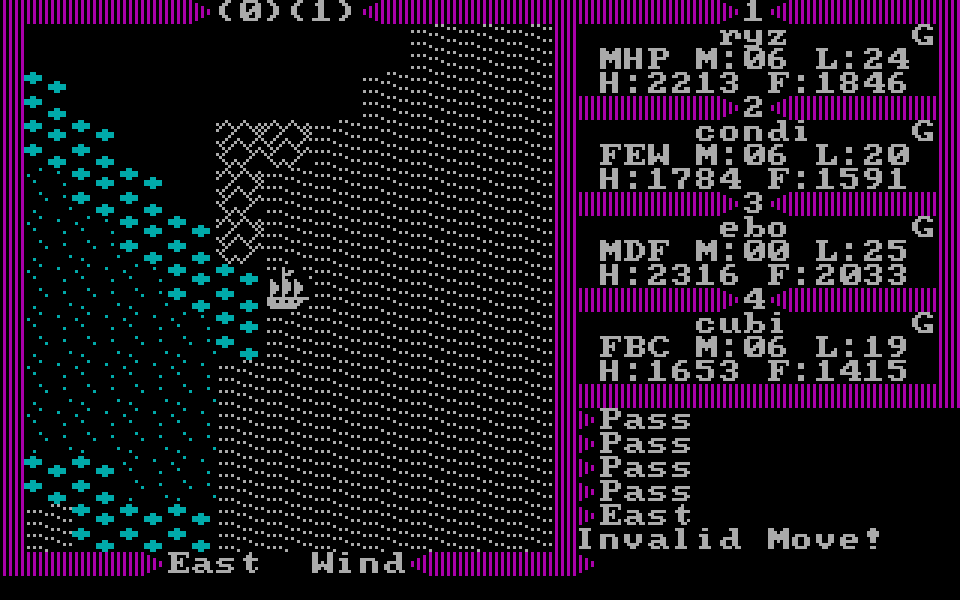 (0)(1)
1
ryz G
MHP M:06 L:24
H:2213 F:1846
2
condi G
FEW M:06 L:20
H:1784 F:1591
3
ebo G
MDF M:00 L:25
H:2316 F:2033
4
cubi G
FBC M:06 L:19
H:1653 F:1415
Pass
Pass
Pass
Pass
East
Invalid Move!
East Wind